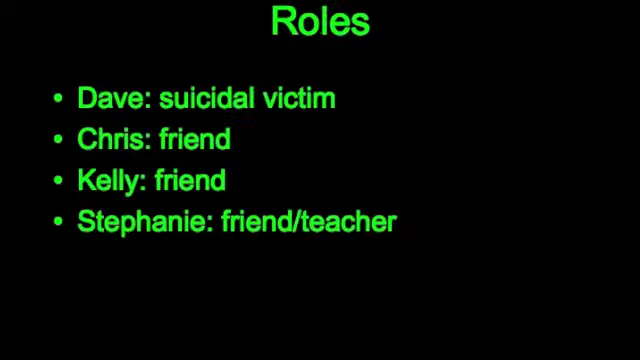 Roles
• Dave: suicidal victim
• Chris: friend
• Kelly: friend
• Stephanie: friend/teacher